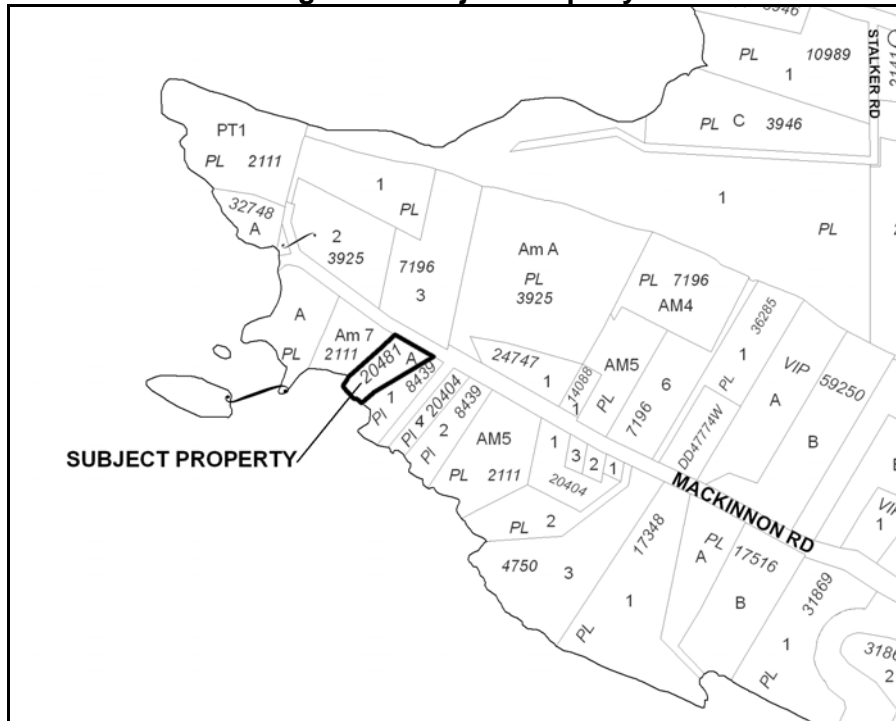 PL 10989
1
STALKER RD
PL C 3946
PT1
PL 2111
32748
A
1
PL
1
PL
2
3925
7196
3
Am A
PL
3925
PL 7196
AM4
36285
1
PL
A
PL
Am 7
2111
20481 A
24747
1
14088
1
AM5
PL
6
7196
DD47774W
VIP 59250
A
B
8439
Pl 1
20404
Pl 4
8439
Pl 2
AM5
PL 2111
1
3 2 1
20404
SUBJECT PROPERTY
MACKINNON RD
PL 2
4750 3
17348
1
PL
PL 17516
A
B
31869
1
PL
1
2